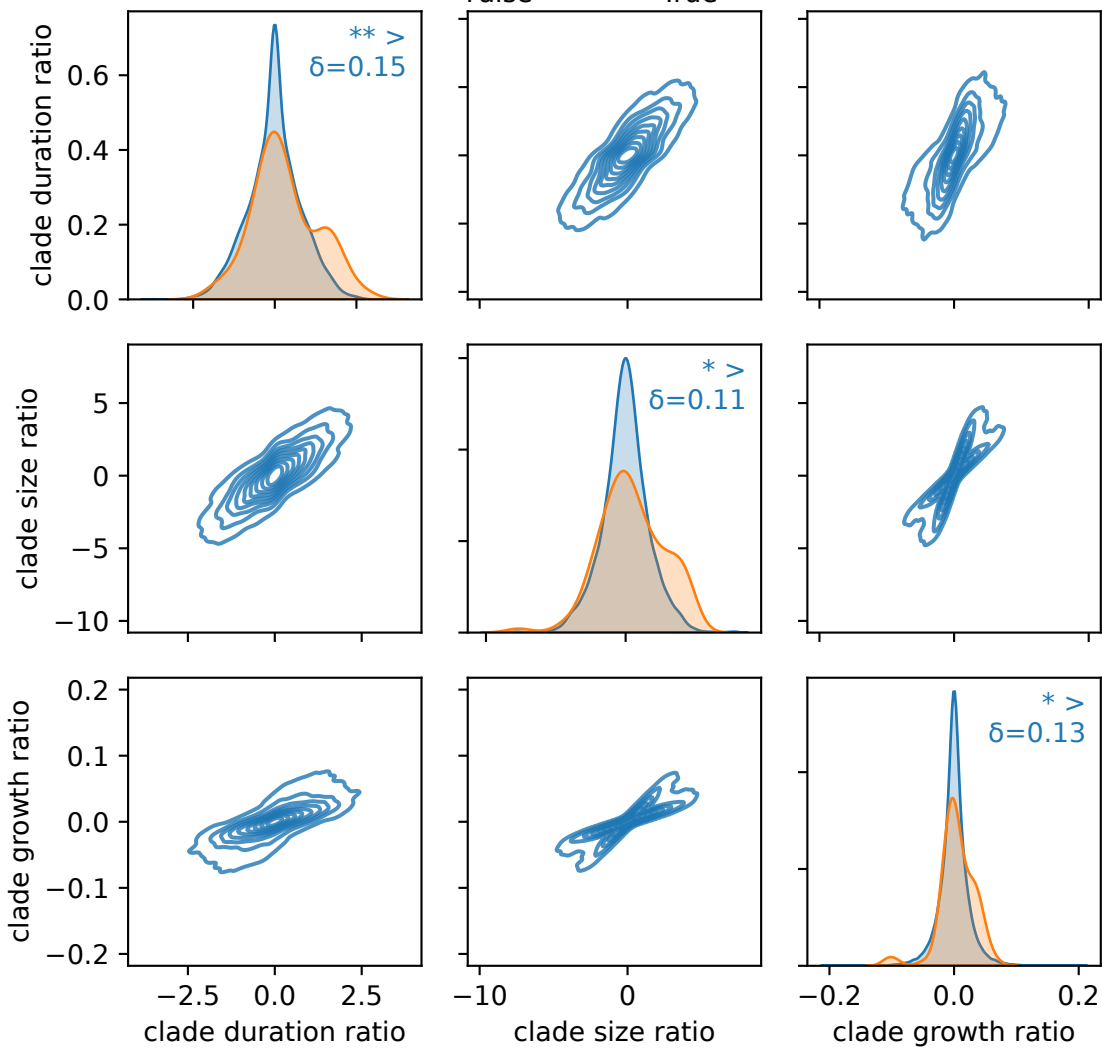 True
clade duration ratio
0.6
0.4
0.2
0.0
** >
δ=0.15
clade size ratio
5
0
−5
−10
* >
δ=0.11
clade growth ratio
0.2
0.1
0.0
−0.1
−0.2
* >
δ=0.13
−2.5
0.0
2.5
−10
0
−0.2
0.0
0.2
clade duration ratio
clade size ratio
clade growth ratio